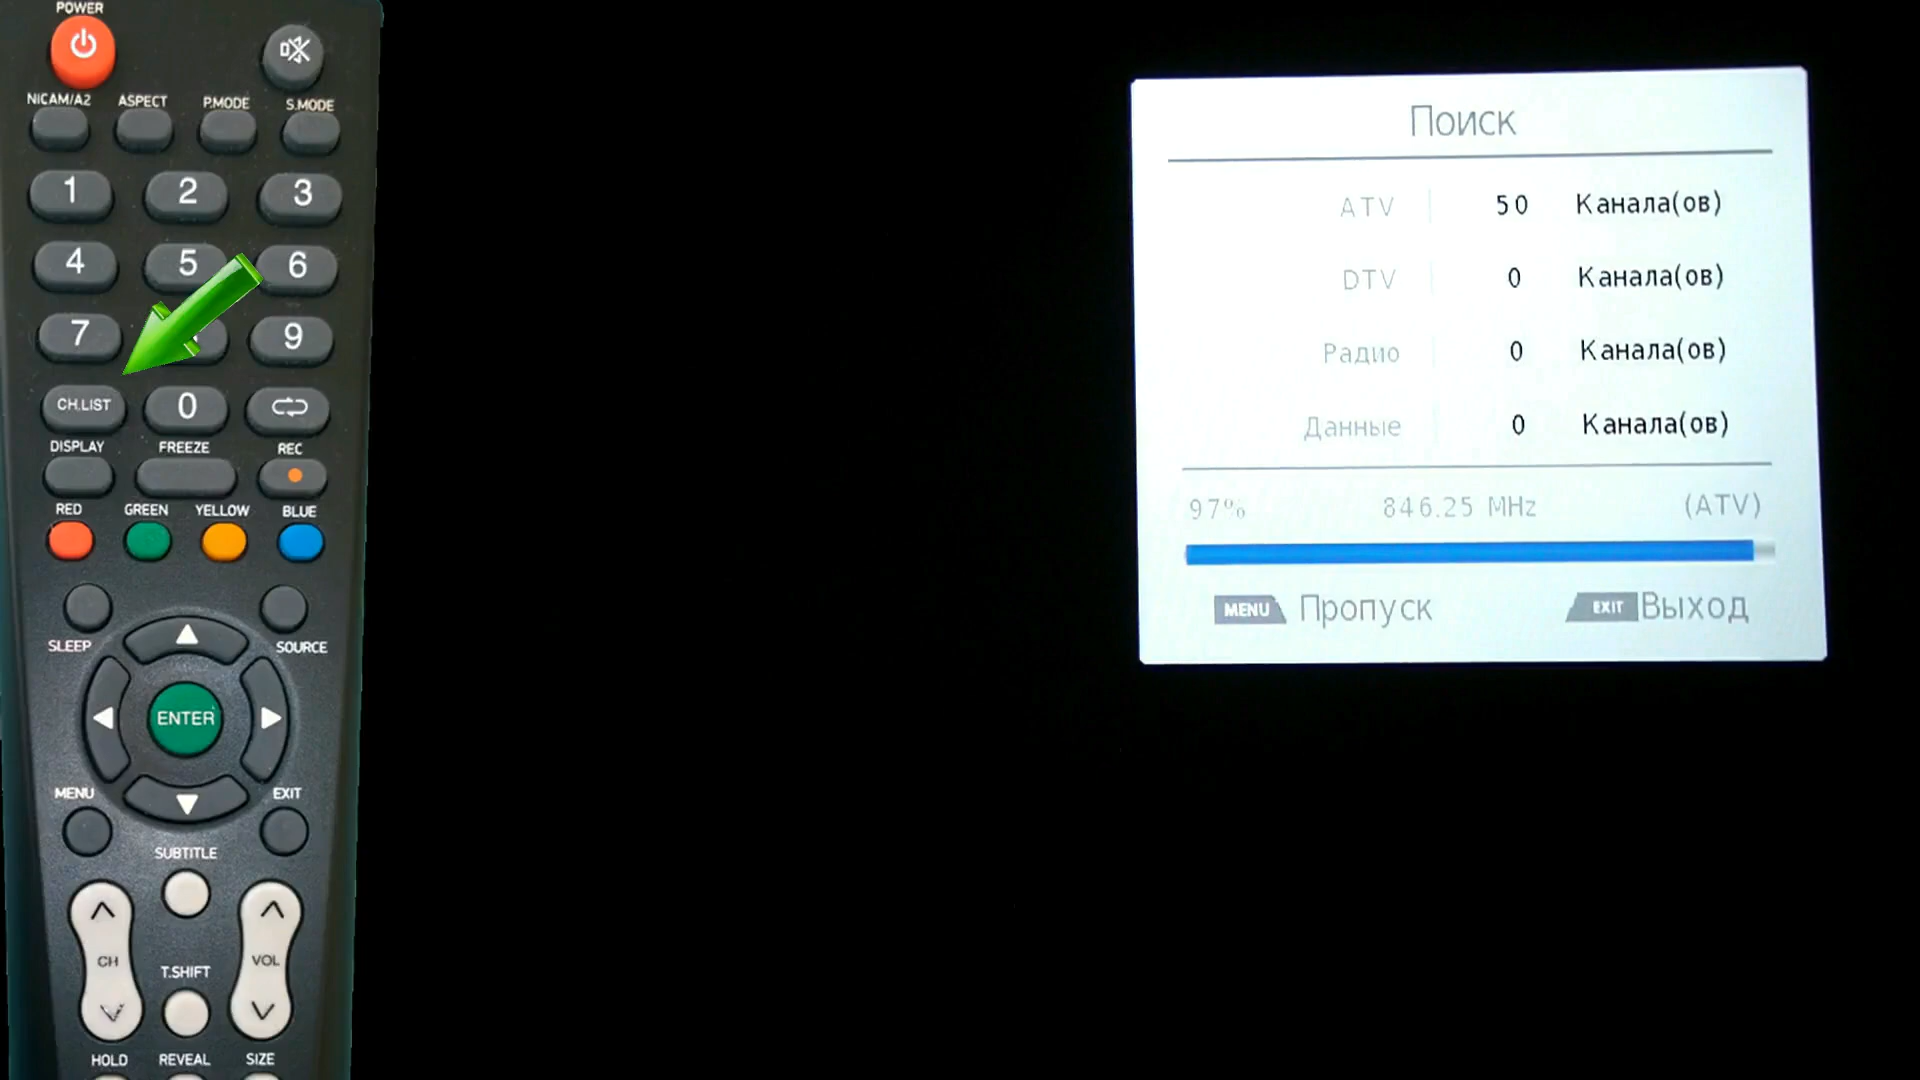 POWER
NICAM/A2 ASPECT P.MODE S.MODE
1 2 3
4 5 6
7 9
CH.LIST 0
DISPLAY FREEZE REC
RED GREEN YELLOW BLUE
SLEEP SOURCE
ENTER
MENU EXIT
SUBTITLE
CH VOL
T.SHIFT
HOLD REVEAL SIZE
Поиск
ATV 50 Канала(ов)
DTV 0 Канала(ов)
Радио 0 Канала(ов)
Данные 0 Канала(ов)
97% 846.25 MHz (ATV)
MENU Пропуск EXIT Выход